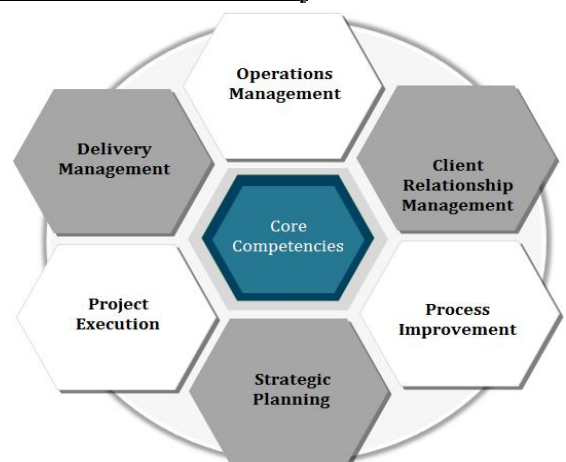 Operations
Management
Delivery
Management
Client
Relationship
Management
Core
Competencies
Project
Execution
Process
Improvement
Strategic
Planning